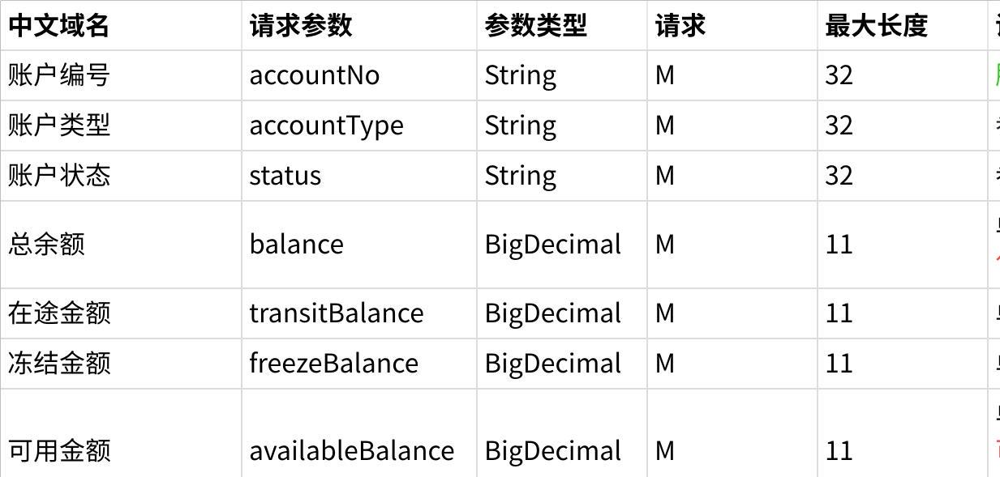 中文域名 请求参数 参数类型 请求 最大长度
账户编号 accountNo String M 32
账户类型 accountType String M 32
账户状态 status String M 32
总余额 balance BigDecimal M 11
在途金额 transitBalance BigDecimal M 11
冻结金额 freezeBalance BigDecimal M 11
可用金额 availableBalance BigDecimal M 11